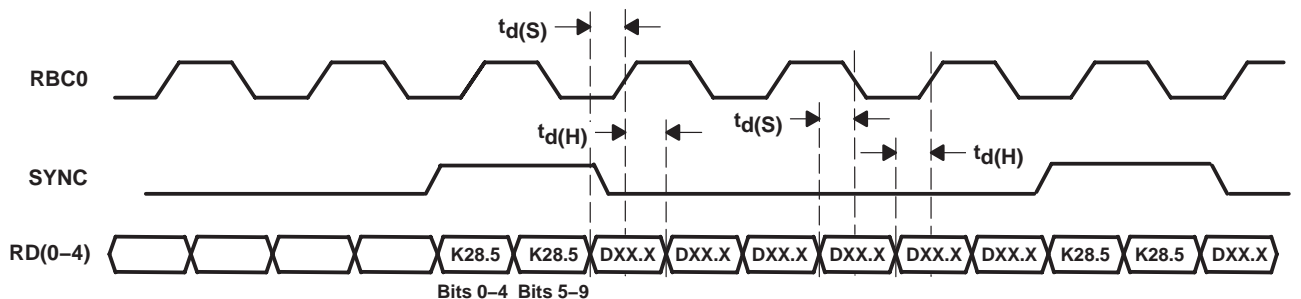 td(S)
RBC0
td(H)
td(S)
td(H)
SYNC
RD(0–4)
K28.5 K28.5 DXX.X DXX.X DXX.X DXX.X DXX.X DXX.X K28.5 K28.5 DXX.X
Bits 0–4 Bits 5–9